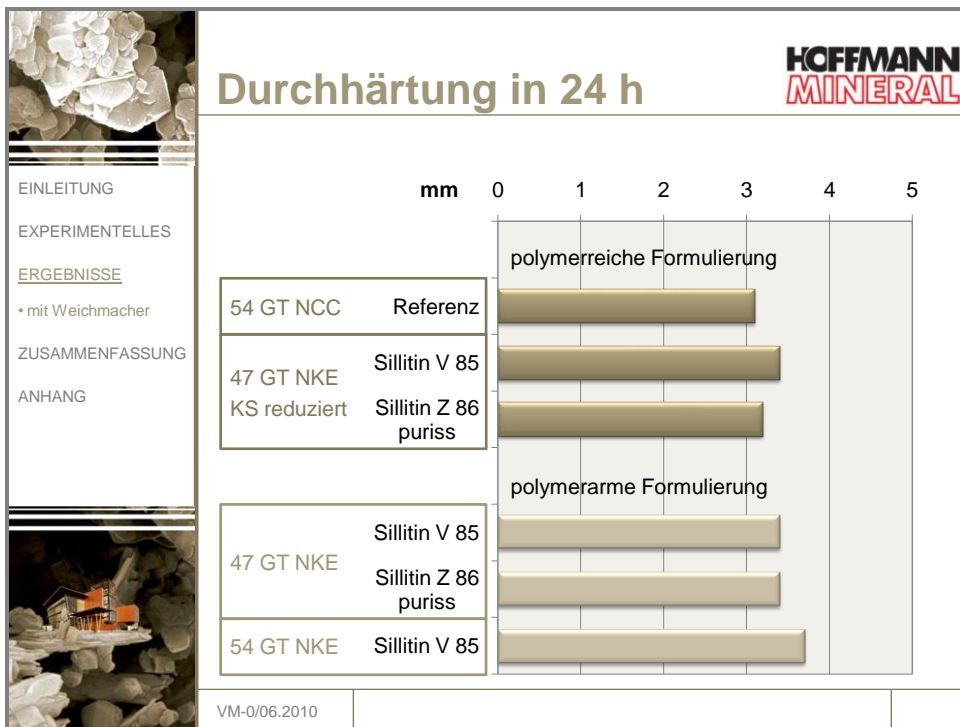 Durchhärtung in 24 h
HOFFMANN
MINERAL
EINLEITUNG
EXPERIMENTELLES
ERGEBNISSE
• mit Weichmacher
ZUSAMMENFASSUNG
ANHANG
mm 0 1 2 3 4 5
polymerreiche Formulierung
54 GT NCC Referenz
47 GT NKE
KS reduziert
Sillitin V 85
Sillitin Z 86
puriss
polymerarme Formulierung
47 GT NKE
Sillitin V 85
Sillitin Z 86
puriss
54 GT NKE Sillitin V 85
VM-0/06.2010